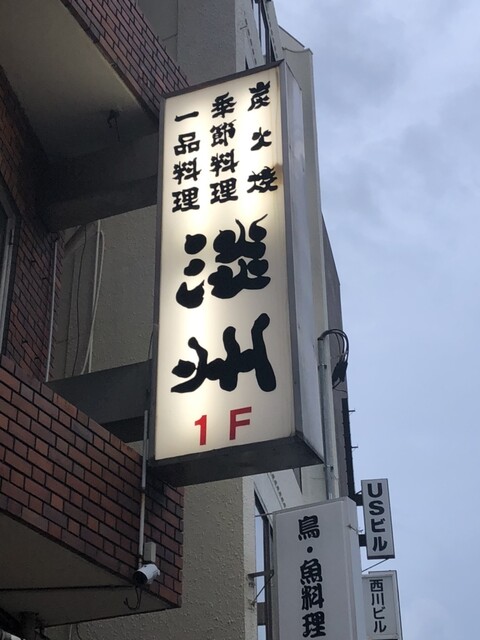 炭火焼
季節料理
一品料理
淡州
1F
USビル
鳥・魚料理
西川ビル